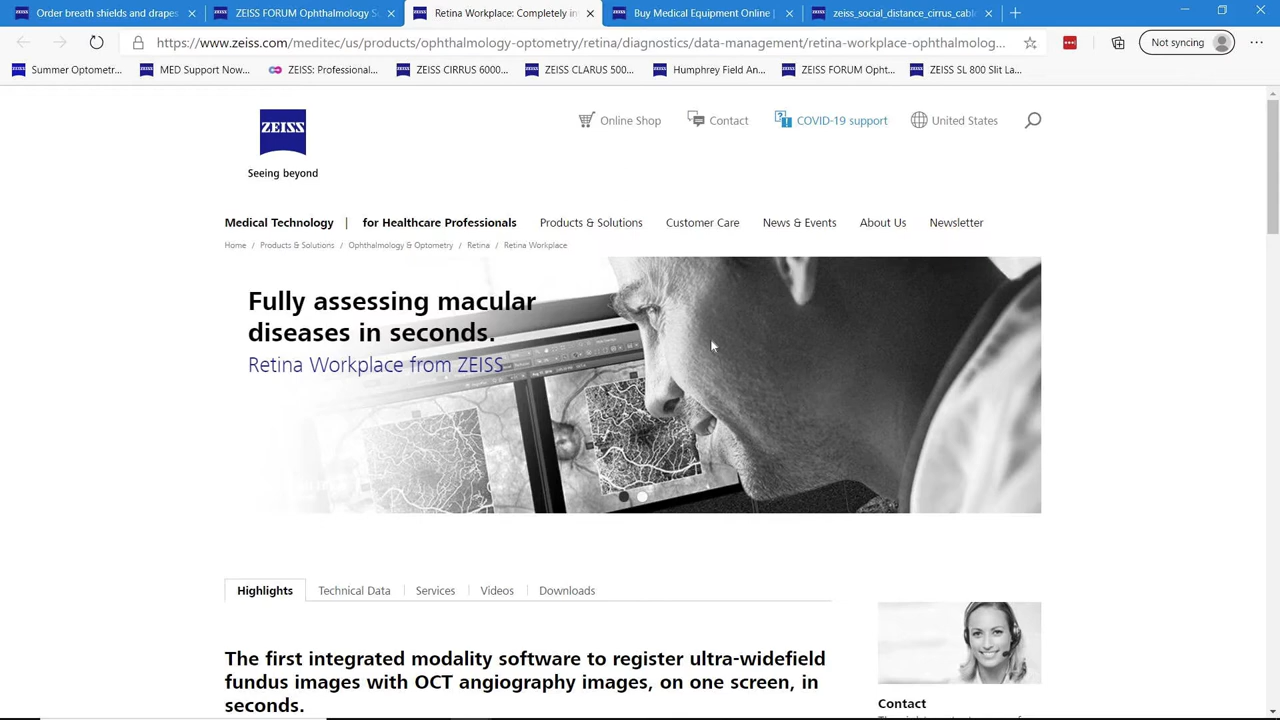 Order breath shields and drapes
ZEISS FORUM Ophthalmology S
Retina Workplace: Completely in
Buy Medical Equipment Online |
zeiss_social_distance_cirrus_cabl
https://www.zeiss.com/meditec/us/products/ophthalmology-optometry/retina/diagnostics/data-management/retina-workplace-ophthalmolog...
Not syncing
Summer Optometr...
MED Support Now...
ZEISS: Professional...
ZEISS CIRRUS 6000...
ZEISS CLARUS 500...
Humphrey Field An...
ZEISS FORUM Opht...
ZEISS SL 800 Slit La...
ZEISS
Seeing beyond
Online Shop
Contact
COVID-19 support
United States
Medical Technology | for Healthcare Professionals
Products & Solutions
Customer Care
News & Events
About Us
Newsletter
Home / Products & Solutions / Ophthalmology & Optometry / Retina / Retina Workplace
Fully assessing macular
diseases in seconds.
Retina Workplace from ZEISS
Highlights
Technical Data
Services
Videos
Downloads
The first integrated modality software to register ultra-widefield
fundus images with OCT angiography images, on one screen, in
seconds.
Contact